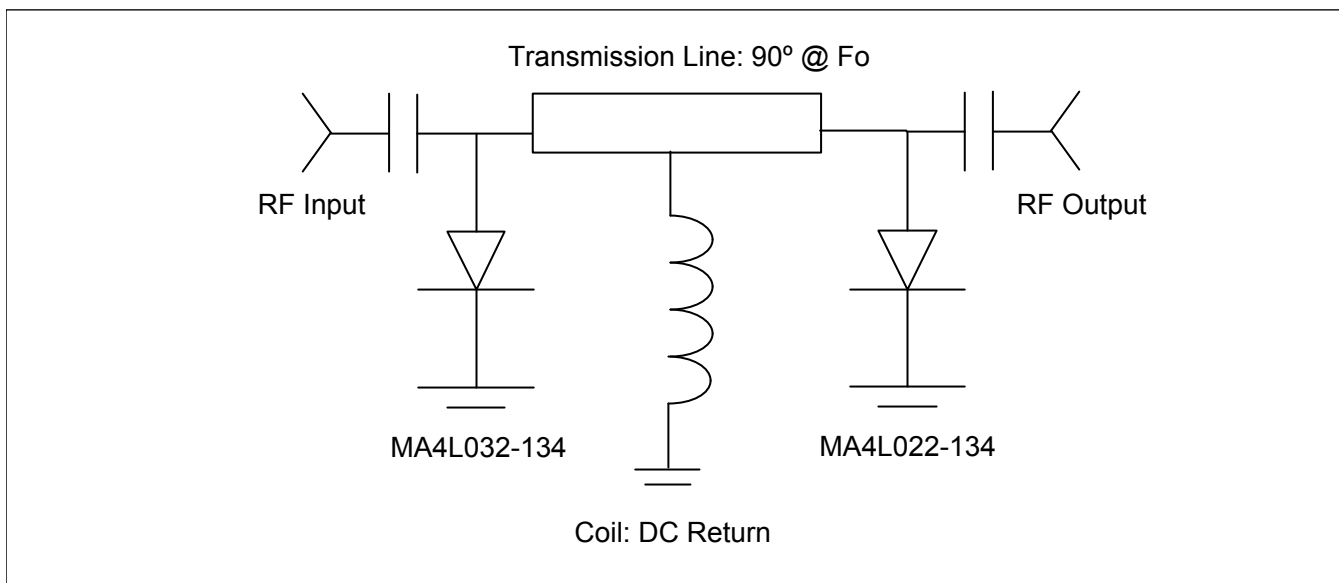 Transmission Line: 90º @ Fo
RF Input
RF Output
MA4L032-134
MA4L022-134
Coil: DC Return